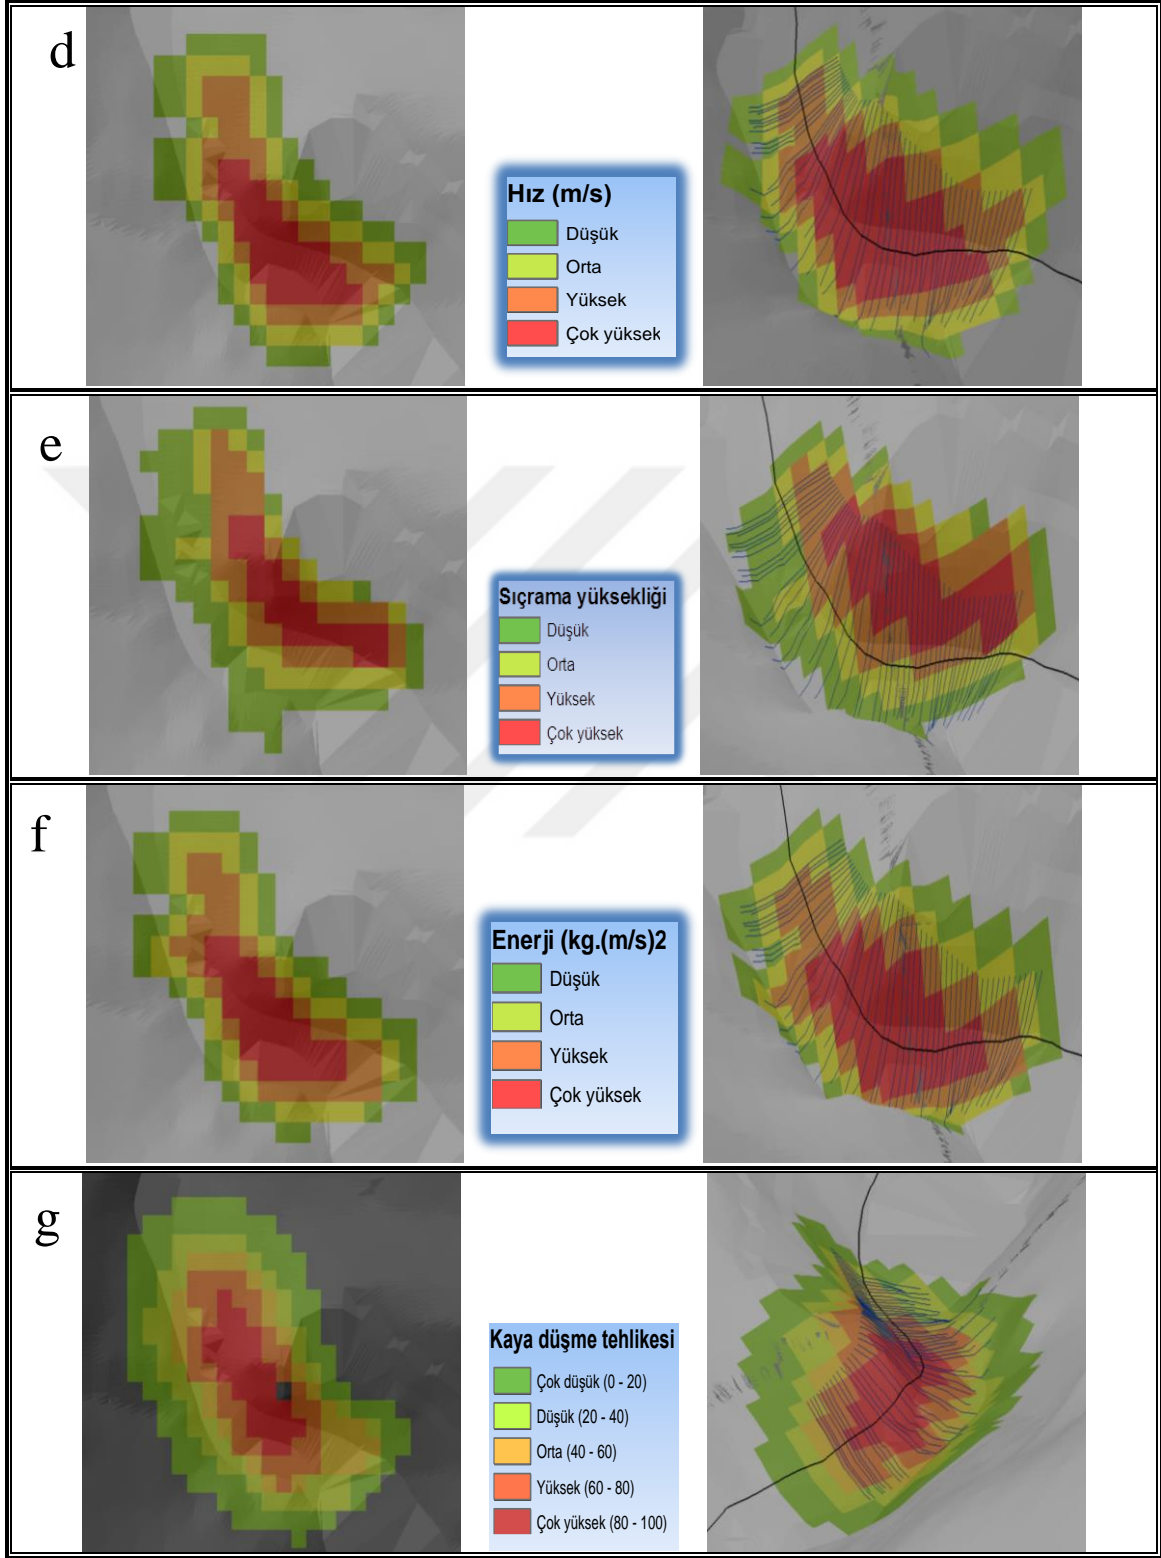 d
Hız (m/s)
Düşük
Orta
Yüksek
Çok yüksek
e
Sıçrama yüksekliği
Düşük
Orta
Yüksek
Çok yüksek
f
Enerji (kg.(m/s)2
Düşük
Orta
Yüksek
Çok yüksek
g
Kaya düşme tehlikesi
Çok düşük (0 - 20)
Düşük (20 - 40)
Orta (40 - 60)
Yüksek (60 - 80)
Çok yüksek (80 - 100)